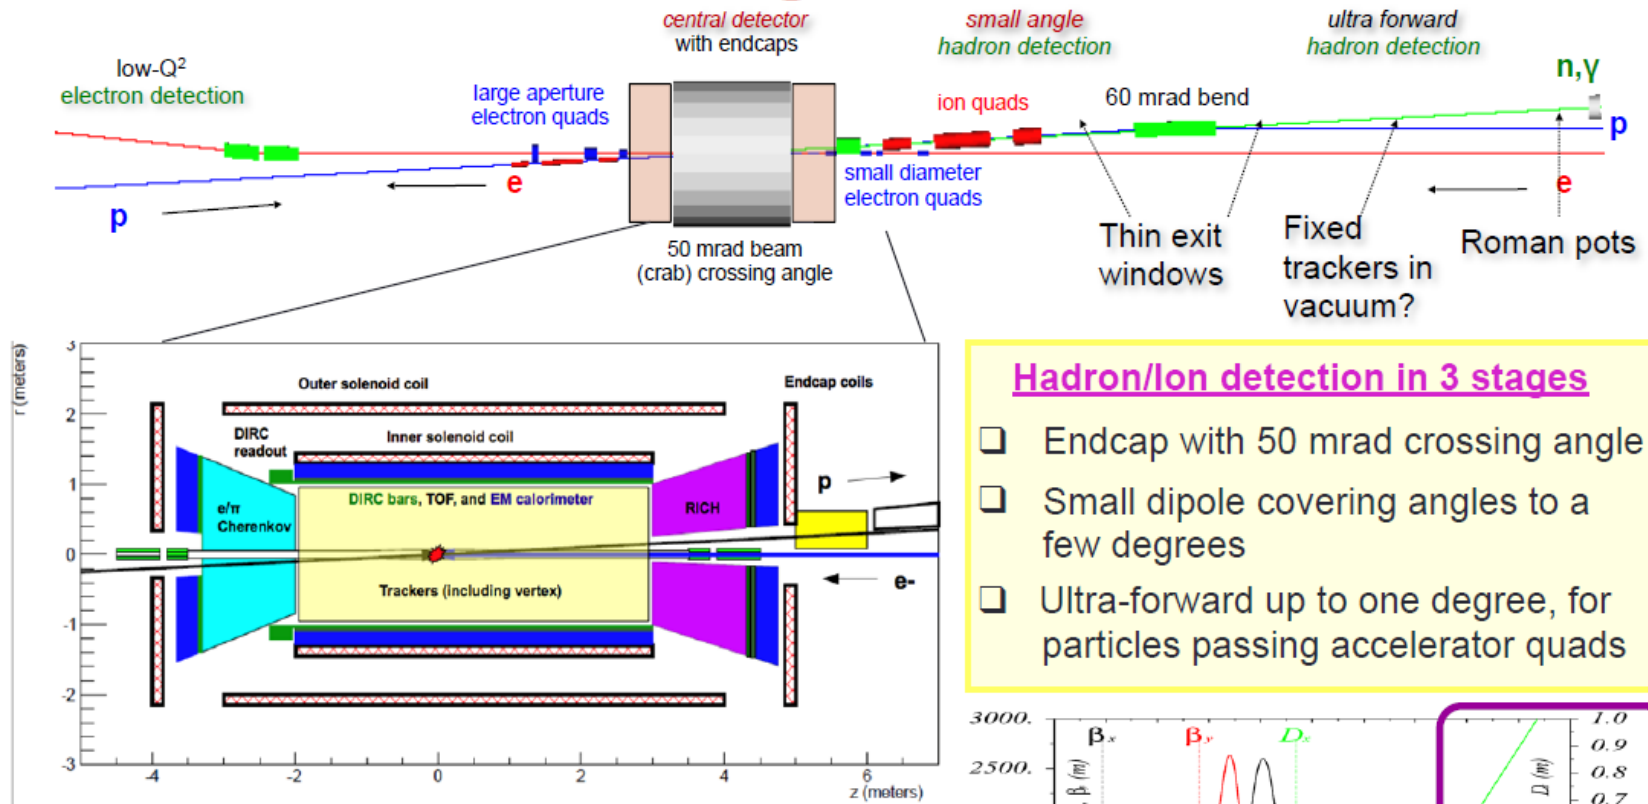 central detector
with endcaps
small angle
hadron detection
ultra forward
hadron detection
low-Q²
electron detection
large aperture
electron quads
ion quads
60 mrad bend
n,γ
p
small diameter
electron quads
e
p
e
50 mrad beam
(crab) crossing angle
Thin exit
windows
Fixed
trackers in
vacuum?
Roman pots
r (meters)
3
2
1
0
-1
-2
-3
Outer solenoid coil
Endcap coils
DIRC
readout
Inner solenoid coil
e/π
Cherenkov
DIRC bars, TOF, and EM calorimeter
RICH
p
Trackers (including vertex)
e-
-4
-2
0
2
4
6
z (meters)
Hadron/Ion detection in 3 stages
❑ Endcap with 50 mrad crossing angle
❑ Small dipole covering angles to a
few degrees
❑ Ultra-forward up to one degree, for
particles passing accelerator quads
3000.
2500.
βx
βy
Dx
(m)
D (m)
1.0
0.9
0.8
0.7